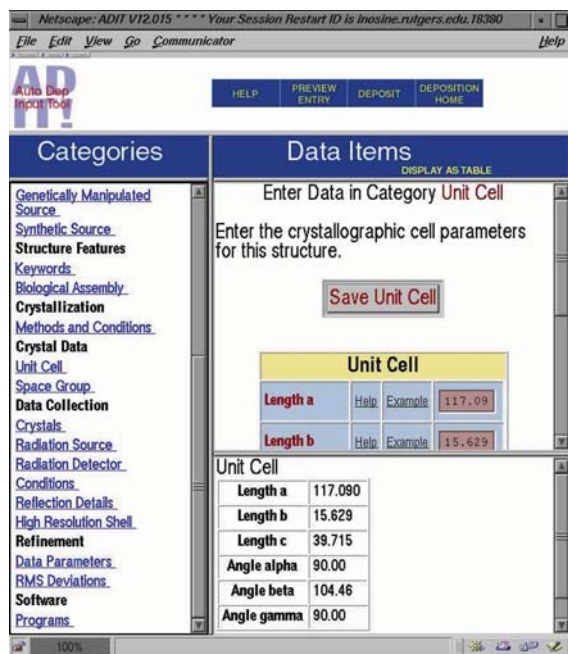 Netscape: ADIT V12.015 * * * * Your Session Restart ID is inosine.rutgers.edu.18380
File Edit View Go Communicator Help
Auto Dep
Input Tool
HELP
PREVIEW
ENTRY
DEPOSIT
DEPOSITION
HOME
Categories
Genetically Manipulated
Source
Synthetic Source
Structure Features
Keywords
Biological Assembly
Crystallization
Methods and Conditions
Crystal Data
Unit Cell
Space Group
Data Collection
Crystals
Radiation Source
Radiation Detector
Conditions
Reflection Details
High Resolution Shell
Refinement
Data Parameters
RMS Deviations
Software
Programs
Data Items
DISPLAY AS TABLE
Enter Data in Category Unit Cell
Enter the crystallographic cell parameters
for this structure.
Save Unit Cell
Unit Cell
Length a Help Example 117.09
Length b Help Example 15.629
Unit Cell
Length a 117.090
Length b 15.629
Length c 39.715
Angle alpha 90.00
Angle beta 104.46
Angle gamma 90.00
100%